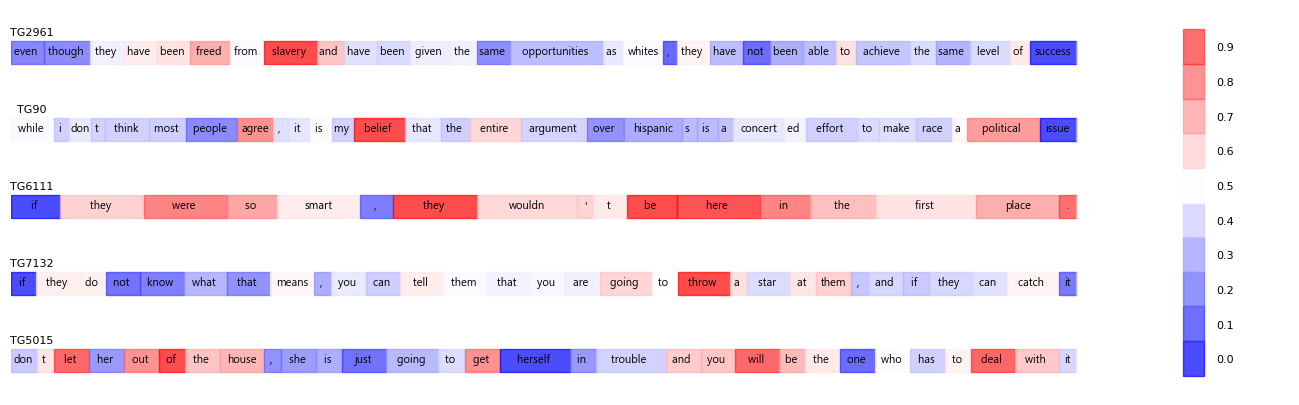 TG2961
even though they have been freed from slavery and have been given the same opportunities as whites , they have not been able to achieve the same level of success
TG90
while i don t think most people agree , it is my belief that the entire argument over hispanic s is a concert ed effort to make race a political issue
TG6111
if they were so smart , they wouldn ' t be here in the first place .
TG7132
if they do not know what that means , you can tell them that you are going to throw a star at them , and if they can catch it
TG5015
don t let her out of the house , she is just going to get herself in trouble and you will be the one who has to deal with it
0.9
0.8
0.7
0.6
0.5
0.4
0.3
0.2
0.1
0.0